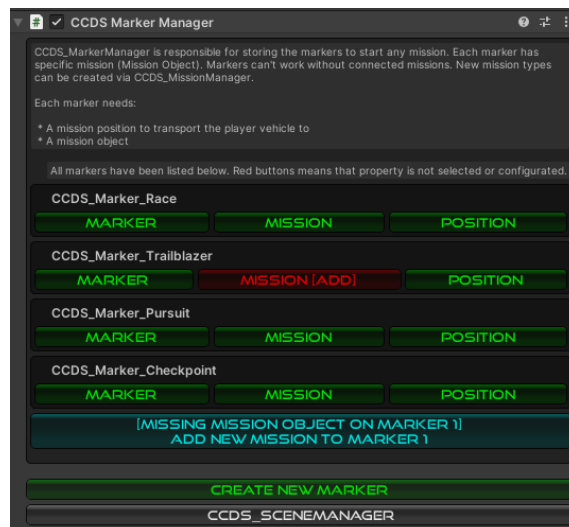 CCDS Marker Manager
CCDS_MarkerManager is responsible for storing the markers to start any mission. Each marker has
specific mission (Mission Object). Markers can't work without connected missions. New mission types
can be created via CCDS_MissionManager.
Each marker needs:
* A mission position to transport the player vehicle to
* A mission object
All markers have been listed below. Red buttons means that property is not selected or configurated.
CCDS_Marker_Race
MARKER MISSION POSITION
CCDS_Marker_Trailblazer
MARKER MISSION [ADD] POSITION
CCDS_Marker_Pursuit
MARKER MISSION POSITION
CCDS_Marker_Checkpoint
MARKER MISSION POSITION
[MISSING MISSION OBJECT ON MARKER 1]
ADD NEW MISSION TO MARKER 1
CREATE NEW MARKER
CCDS_SCENEMANAGER